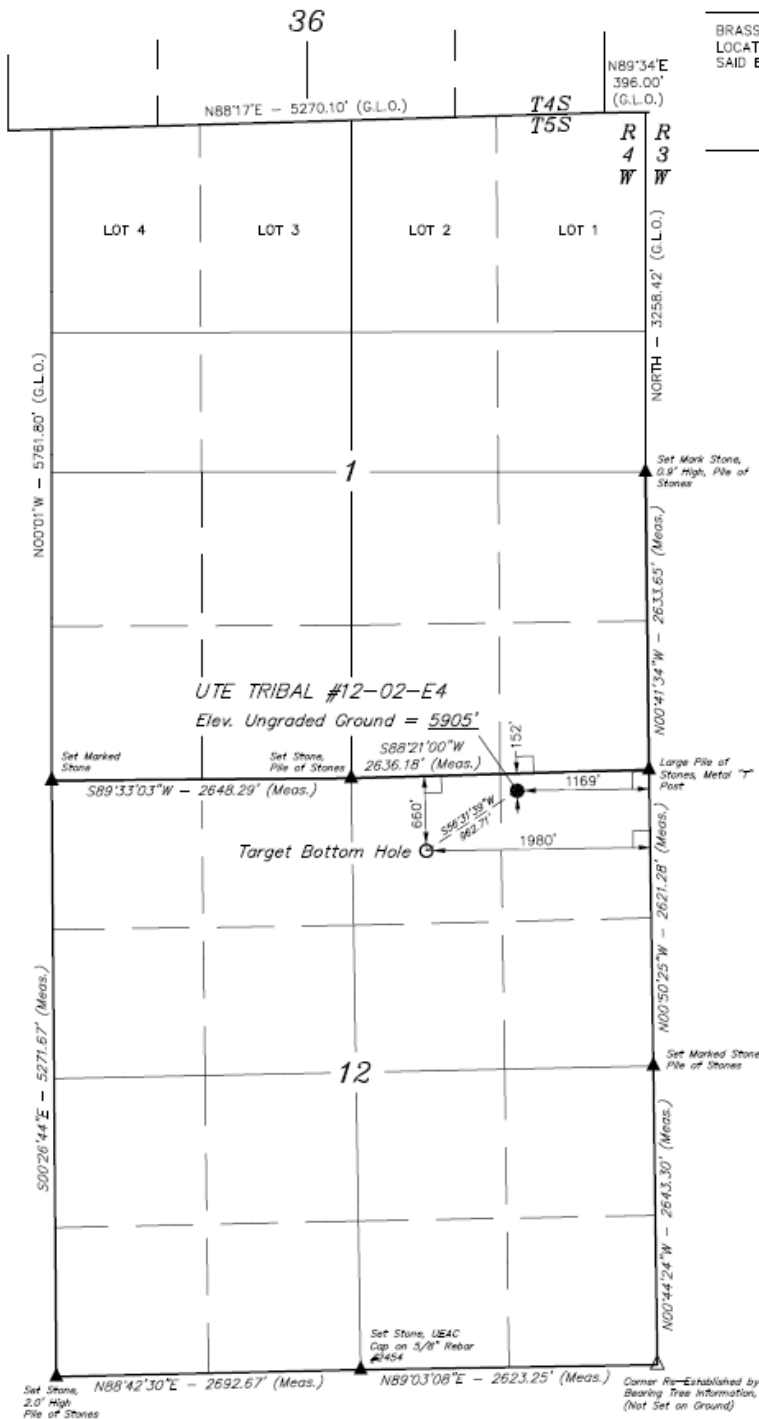 36
BRASS
LOCAT
SAID B
N89°34'E
396.00'
(G.L.O.)
N88°17'E - 5270.10' (G.L.O.)
T4S
T5S
R R
4 3
W W
LOT 4
LOT 3
LOT 2
LOT 1
NORTH - 3258.42' (G.L.O.)
N00°01'W - 5761.80' (G.L.O.)
1
Set Mark Stone,
0.9' High, Pile of
Stones
N00°41'34"W - 2633.65' (Meas.)
UTE TRIBAL #12-02-E4
Elev. Ungraded Ground = 5905'
Set Marked
Stone
Set Stone,
Pile of Stones
S88°21'00"W
2636.18' (Meas.)
152'
Large Pile of
Stones, Metal "T"
Post
S89°33'03"W - 2648.29' (Meas.)
1169'
660'
S56°31'39"W
962.71'
1980'
Target Bottom Hole
N00°50'25"W - 2621.28' (Meas.)
S00°26'44"E - 5271.67' (Meas.)
Set Marked Stone
Pile of Stones
12
N00°44'24"W - 2643.30' (Meas.)
Set Stone, UEAC
Cap on 5/8" Rebar
#2454
Set Stone,
2.0' High
Pile of Stones
N88°42'30"E - 2692.67' (Meas.)
N89°03'08"E - 2623.25' (Meas.)
Corner Re-Established by
Bearing Tree Information,
(Not Set on Ground)